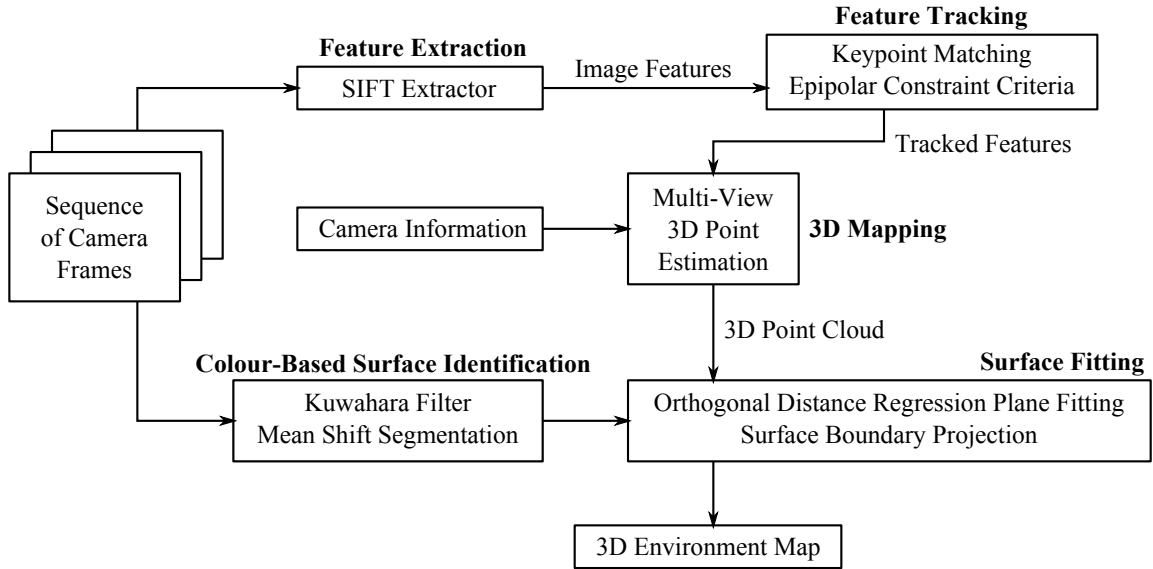 Feature Tracking
Feature Extraction
Keypoint Matching
Epipolar Constraint Criteria
SIFT Extractor
Image Features
Tracked Features
Sequence
of Camera
Frames
Camera Information
Multi-View
3D Point
Estimation
3D Mapping
3D Point Cloud
Colour-Based Surface Identification
Surface Fitting
Kuwahara Filter
Mean Shift Segmentation
Orthogonal Distance Regression Plane Fitting
Surface Boundary Projection
3D Environment Map